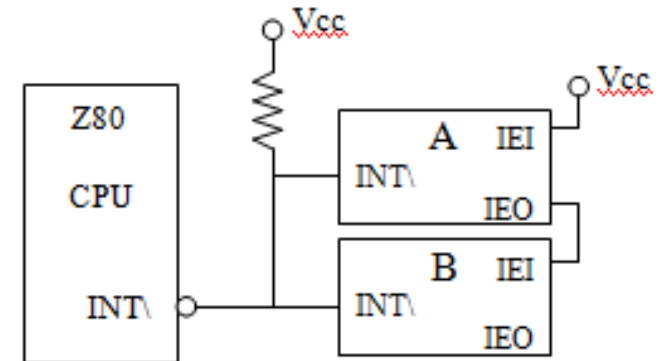 Vcc
Vcc
Z80
CPU
INT\
A
IEI
INT\
IEO
B
IEI
INT\
IEO